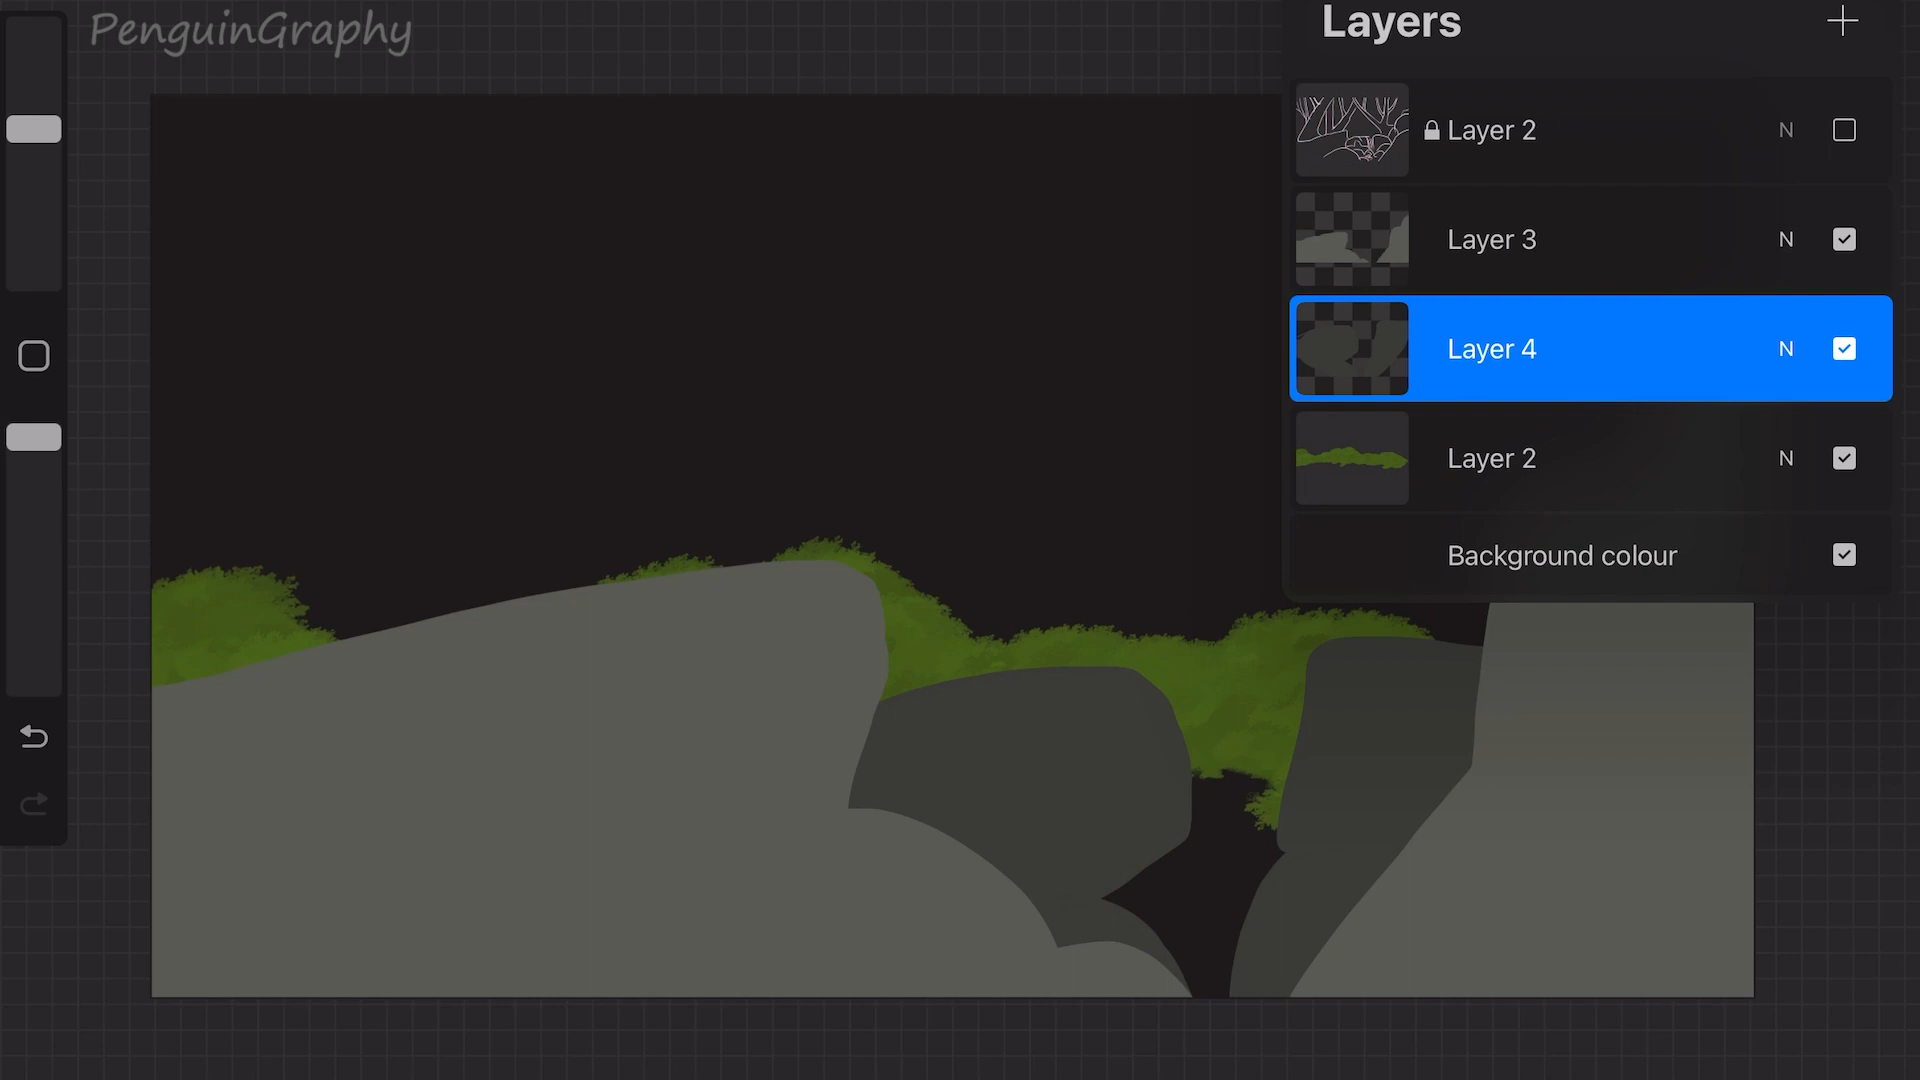 PenguinGraphy
Layers
Layer 2 N
Layer 3 N
Layer 4 N
Layer 2 N
Background colour